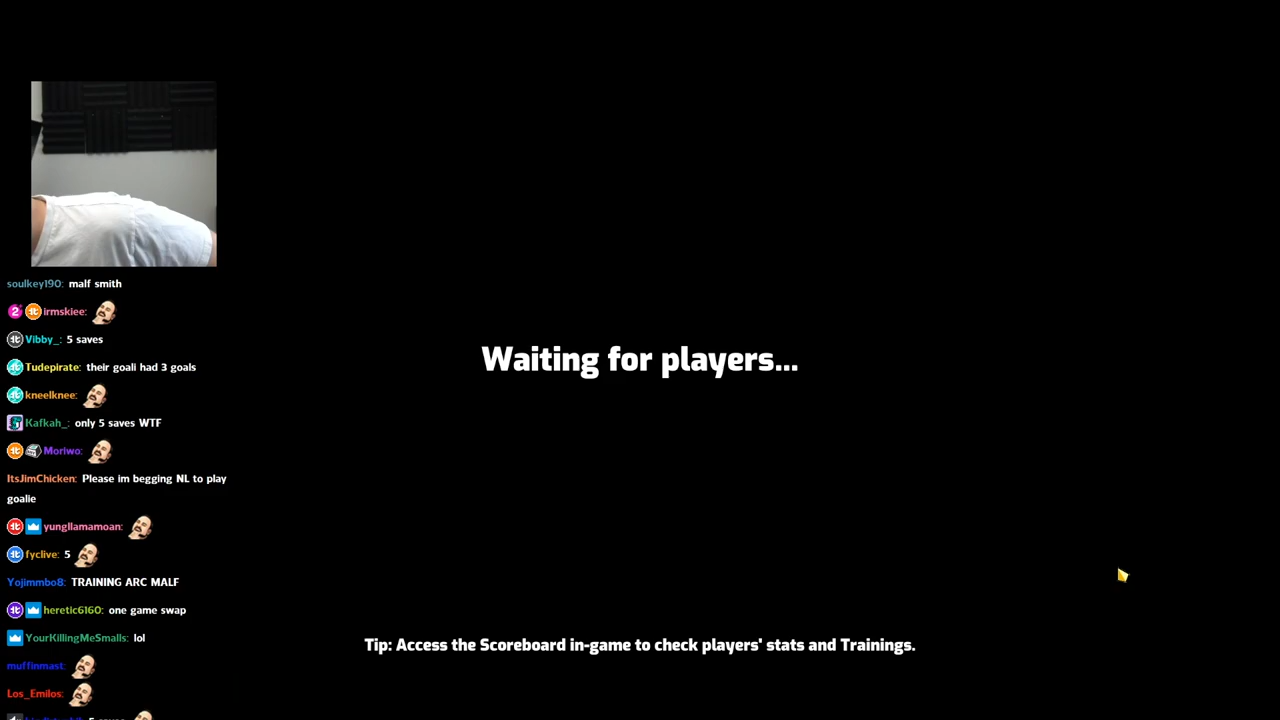 soulkey190: malf smith
2 irmskiee:
Vibby_: 5 saves
Tudepirate: their goali had 3 goals
kneelknee:
Kafkah_: only 5 saves WTF
Moriwo:
ItsJimChicken: Please im begging NL to play
goalie
yungllamamoan:
fyclive: 5
Yojimmbo8: TRAINING ARC MALF
heretic6160: one game swap
YourKillingMeSmalls: lol
muffinmast:
Los_Emilos:
Waiting for players...
Tip: Access the Scoreboard in-game to check players' stats and Trainings.